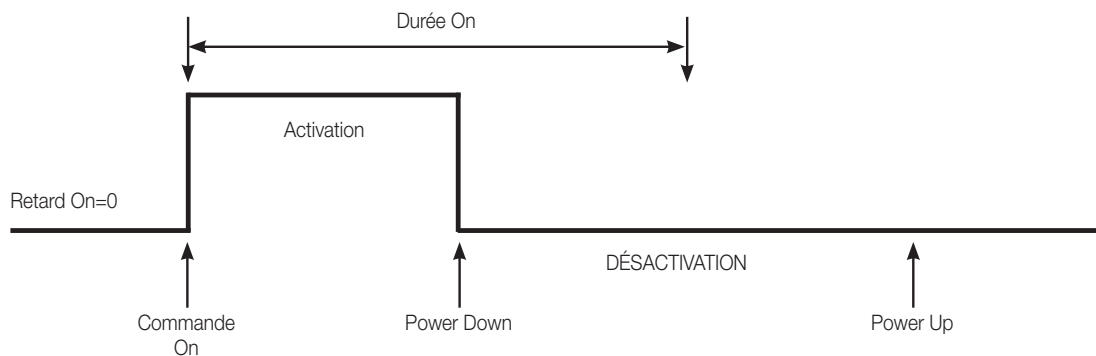 Durée On
Activation
Retard On=0
DÉSACTIVATION
Commande
On
Power Down
Power Up